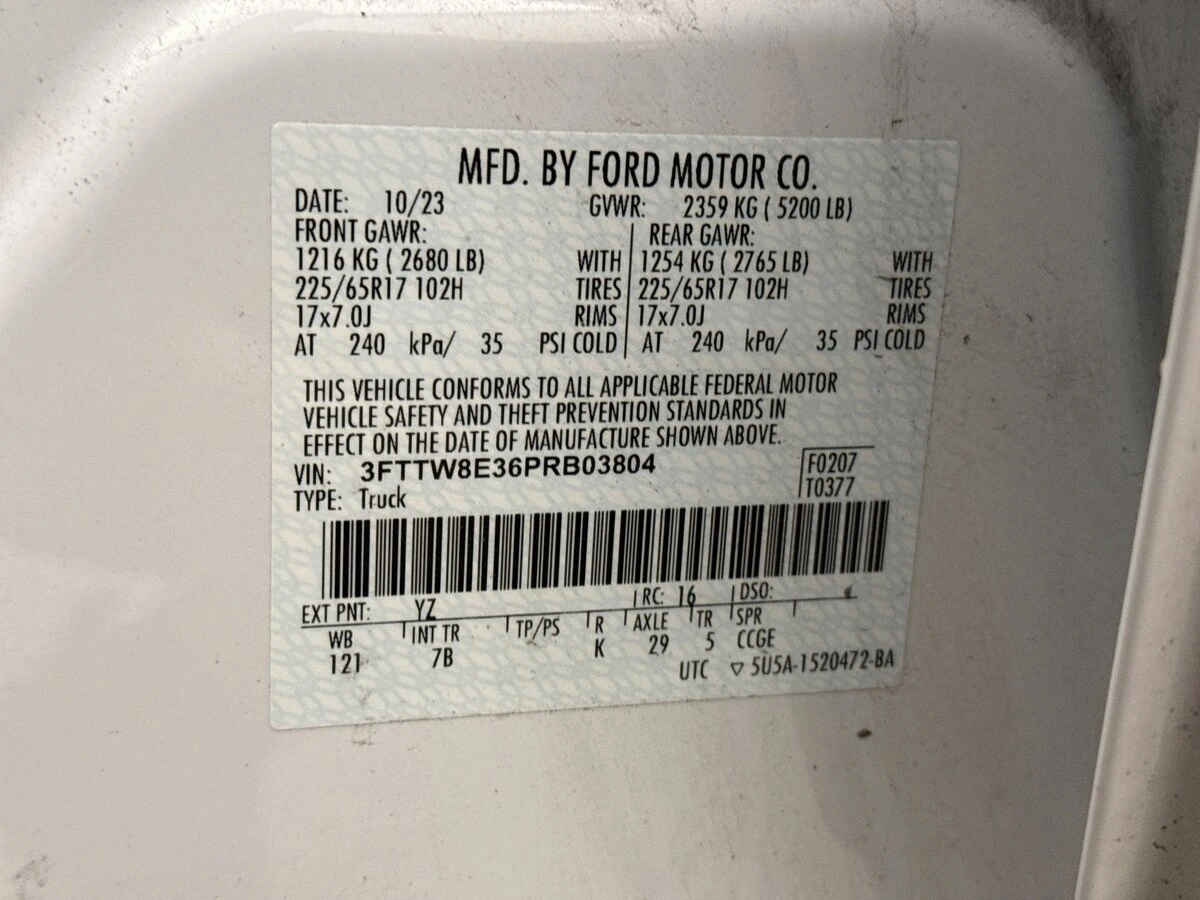 MFD. BY FORD MOTOR CO.
DATE: 10/23 GVWR: 2359 KG ( 5200 LB)
FRONT GAWR: REAR GAWR:
1216 KG ( 2680 LB) WITH 1254 KG ( 2765 LB) WITH
225/65R17 102H TIRES 225/65R17 102H TIRES
17x7.0J RIMS 17x7.0J RIMS
AT 240 kPa/ 35 PSI COLD AT 240 kPa/ 35 PSI COLD
THIS VEHICLE CONFORMS TO ALL APPLICABLE FEDERAL MOTOR
VEHICLE SAFETY AND THEFT PREVENTION STANDARDS IN
EFFECT ON THE DATE OF MANUFACTURE SHOWN ABOVE.
VIN: 3FTTW8E36PRB03804 F0207
TYPE: Truck T0377
EXT PNT: YZ RC: 16 DSO:
WB INT TR TP/PS R AXLE TR SPR
121 7B K 29 5 CCGE
UTC ▽ 5U5A-1520472-BA